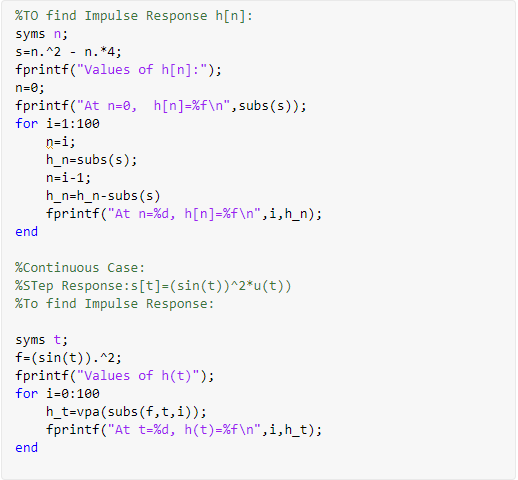 %TO find Impulse Response h[n]:
syms n;
s=n.^2 - n.*4;
fprintf("Values of h[n]:");
n=0;
fprintf("At n=0,  h[n]=%f\n",subs(s));
for i=1:100
    n=i;
    h_n=subs(s);
    n=i-1;
    h_n=h_n-subs(s)
    fprintf("At n=%d, h[n]=%f\n",i,h_n);
end

%Continuous Case:
%STep Response:s[t]=(sin(t))^2*u(t))
%To find Impulse Response:

syms t;
f=(sin(t)).^2;
fprintf("Values of h(t)");
for i=0:100
    h_t=vpa(subs(f,t,i));
    fprintf("At t=%d, h(t)=%f\n",i,h_t);
end